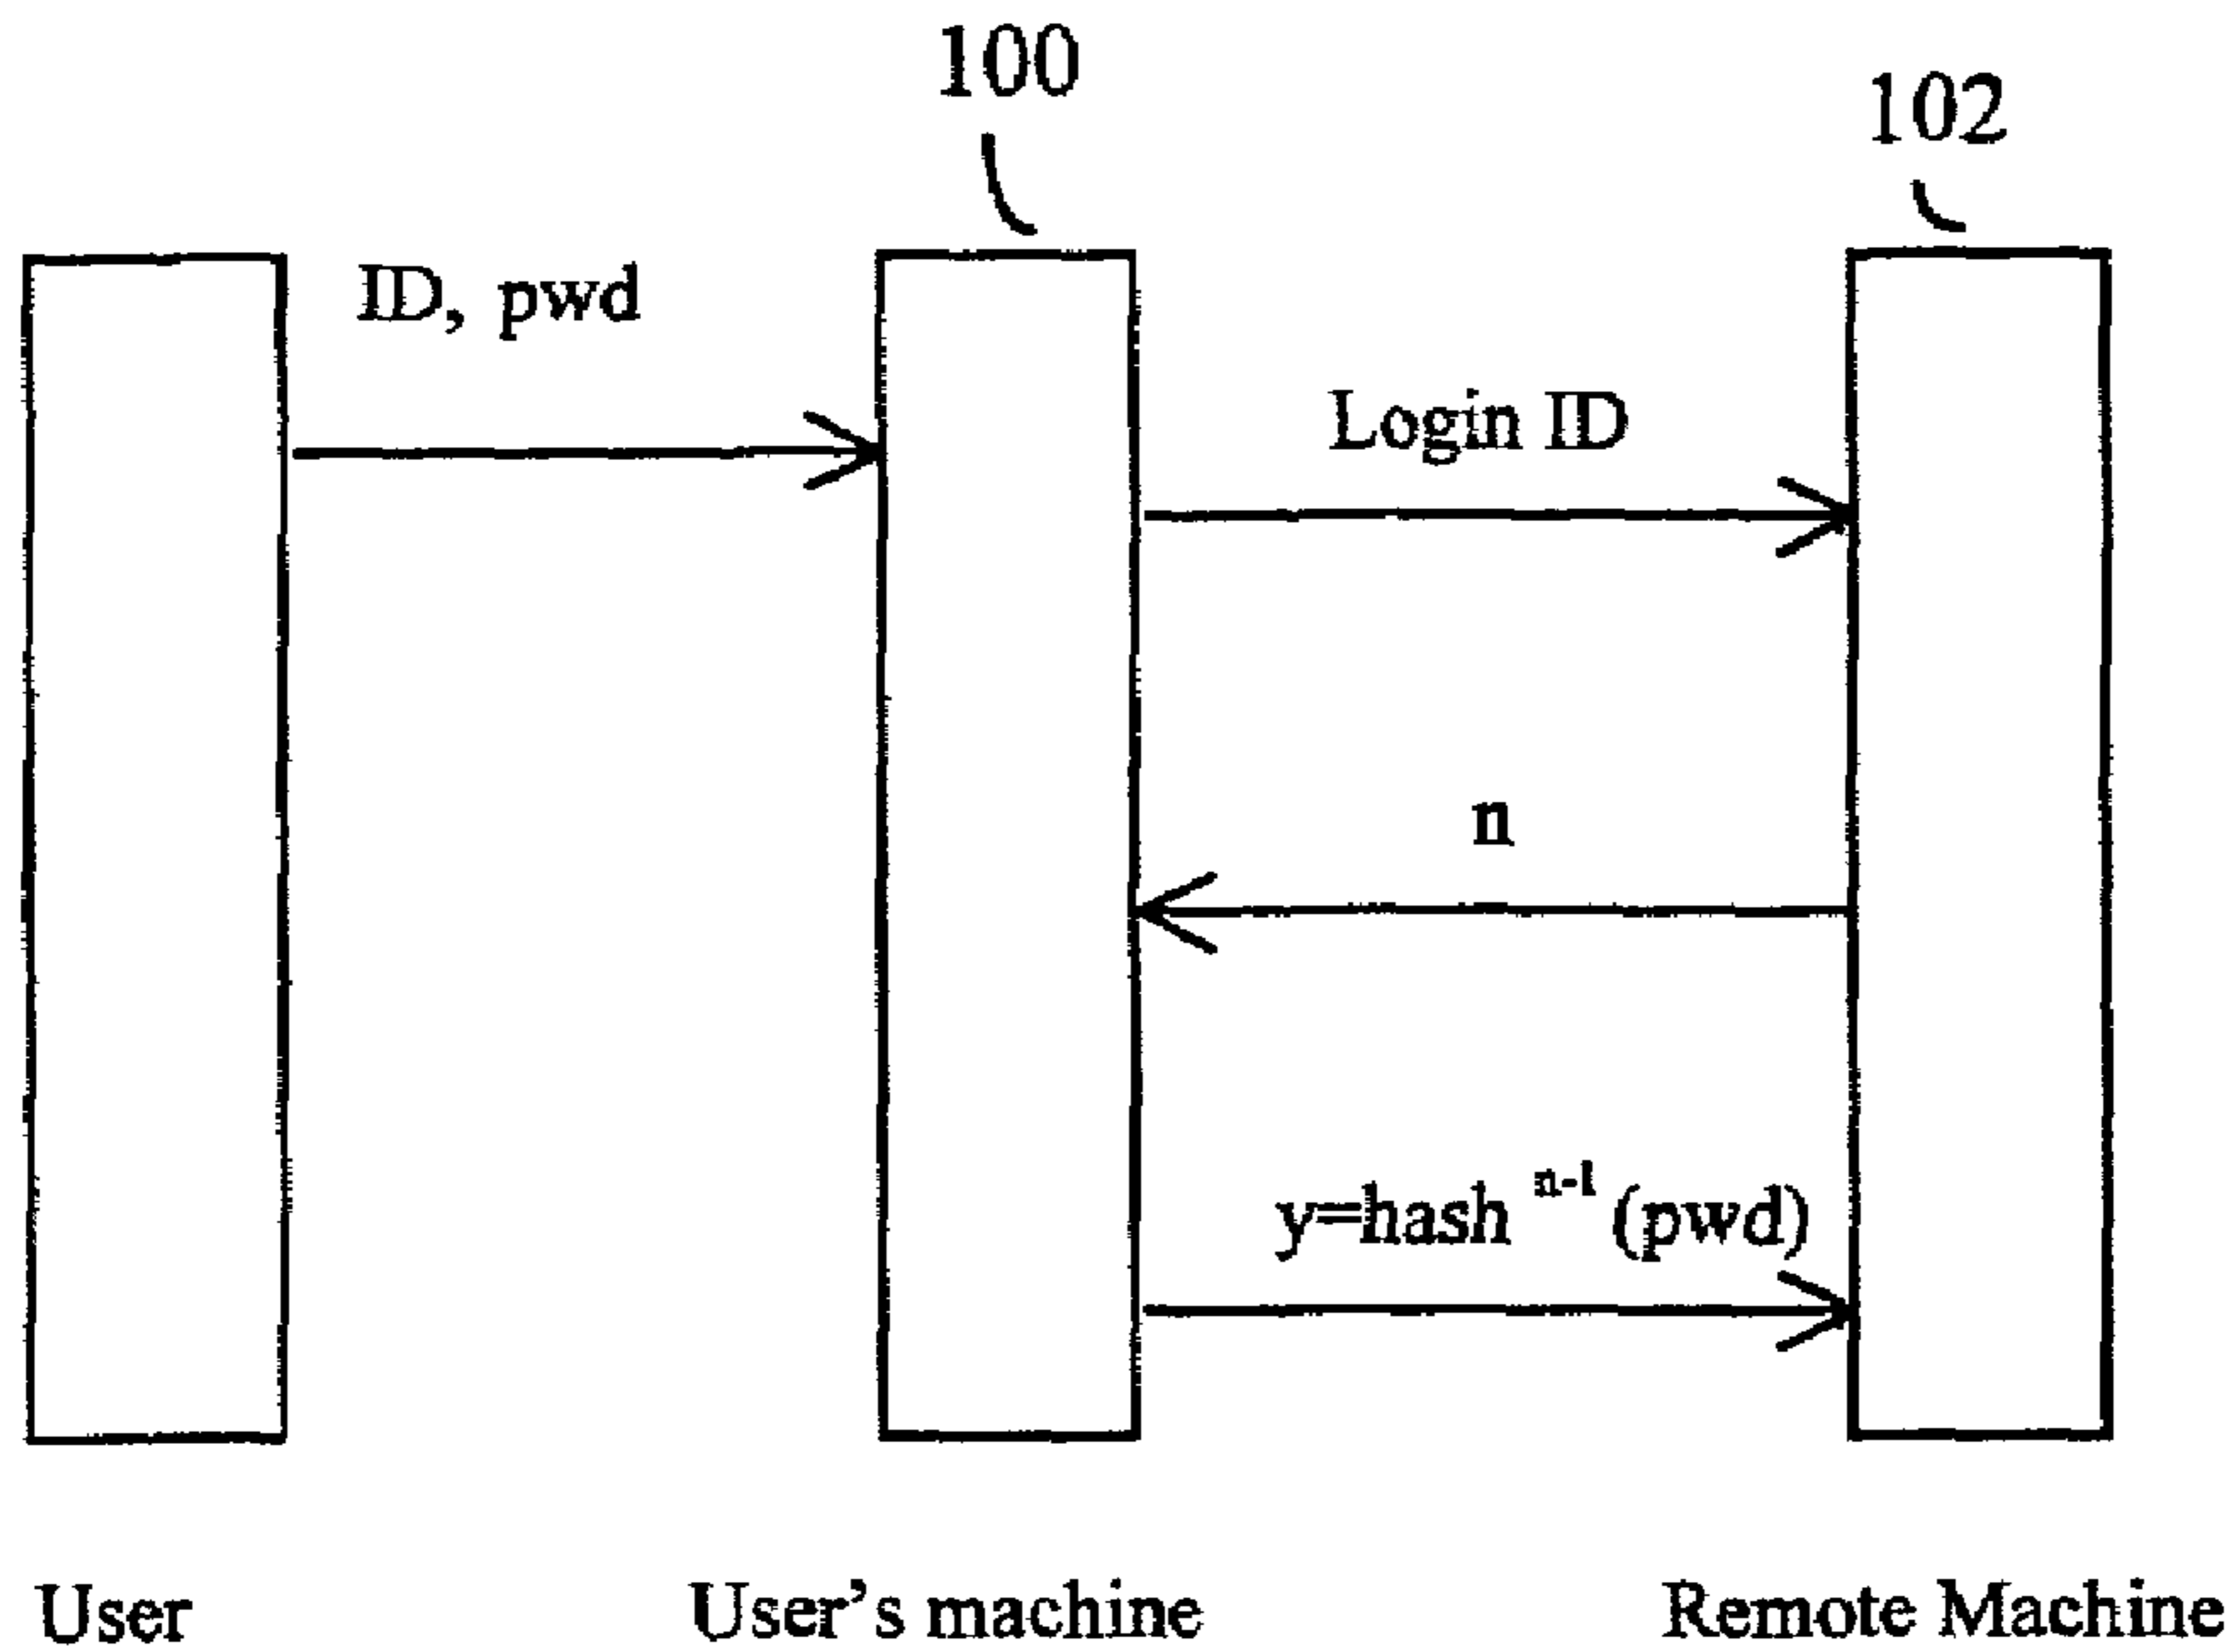 100
102
ID, pwd
Login ID
n
y=hash n-1 (pwd)
User
User's machine
Remote Machine